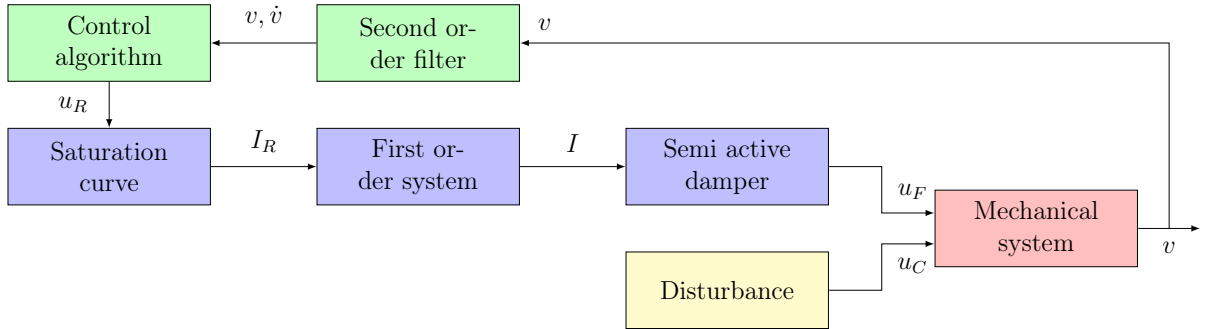 Control
algorithm
v, v̇
Second or-
der filter
v
u_R
Saturation
curve
I_R
First or-
der system
I
Semi active
damper
u_F
Mechanical
system
v
u_C
Disturbance